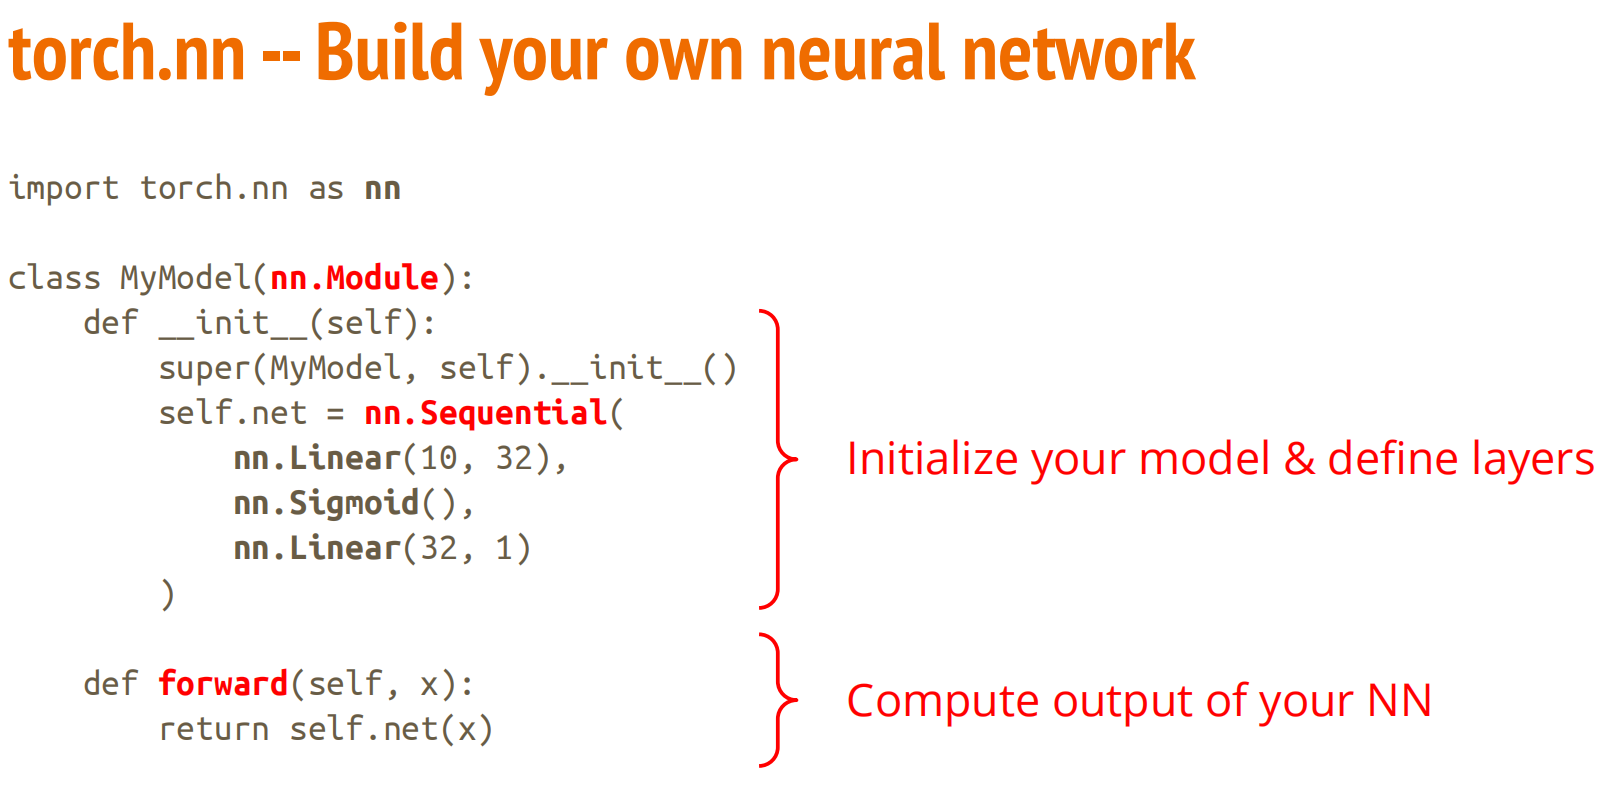 torch.nn -- Build your own neural network
import torch.nn as nn
class MyModel(nn.Module):
    def __init__(self):
        super(MyModel, self).__init__()
        self.net = nn.Sequential(
            nn.Linear(10, 32),
            nn.Sigmoid(),
            nn.Linear(32, 1)
        )
Initialize your model & define layers
    def forward(self, x):
        return self.net(x)
Compute output of your NN